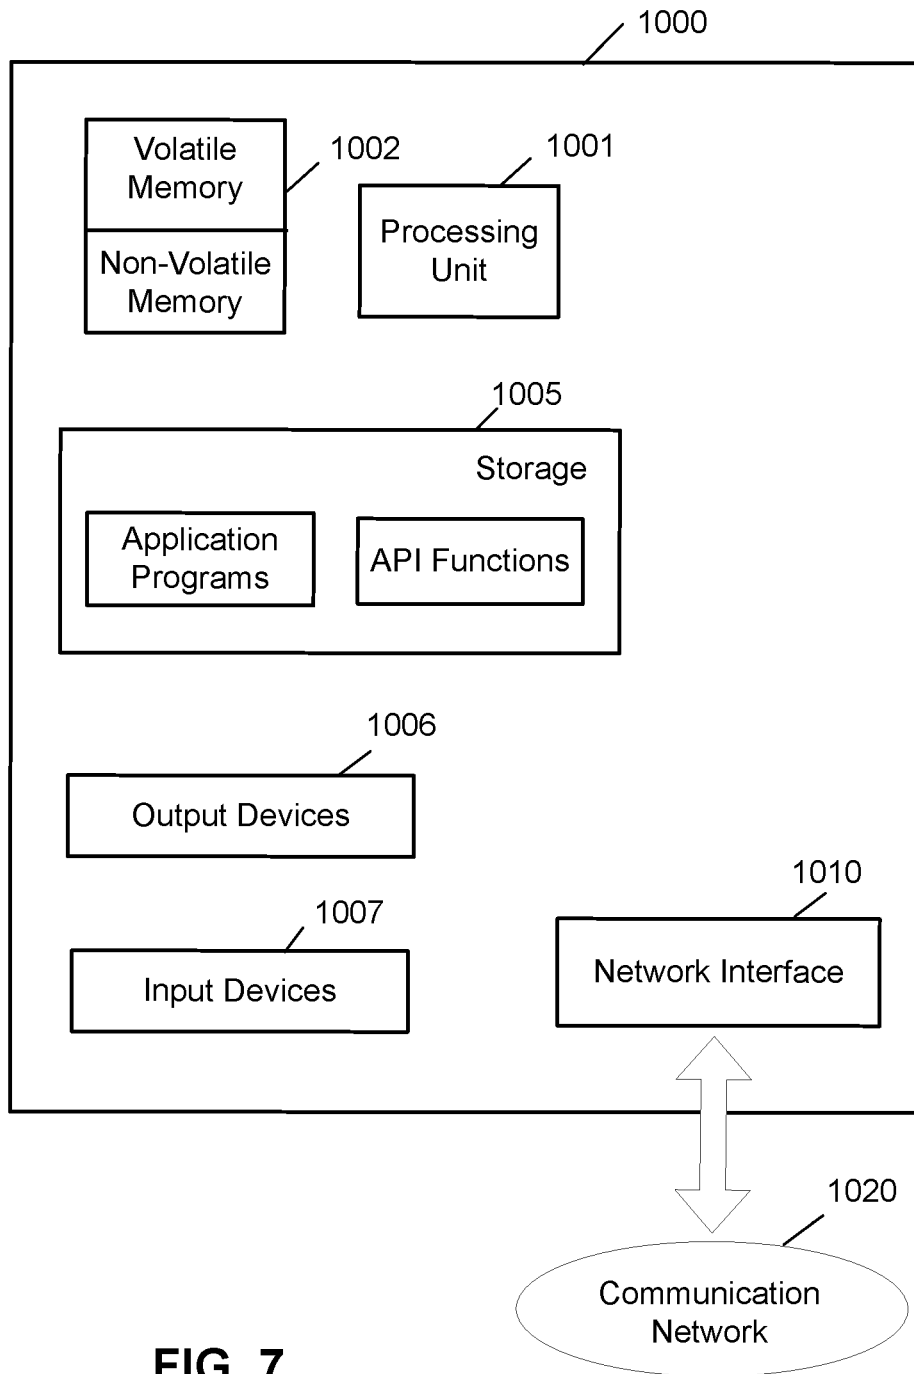 1000
Volatile
Memory
1002
1001
Processing
Unit
Non-Volatile
Memory
1005
Storage
Application
Programs
API Functions
1006
Output Devices
1010
1007
Network Interface
Input Devices
1020
Communication
Network
FIG. 7